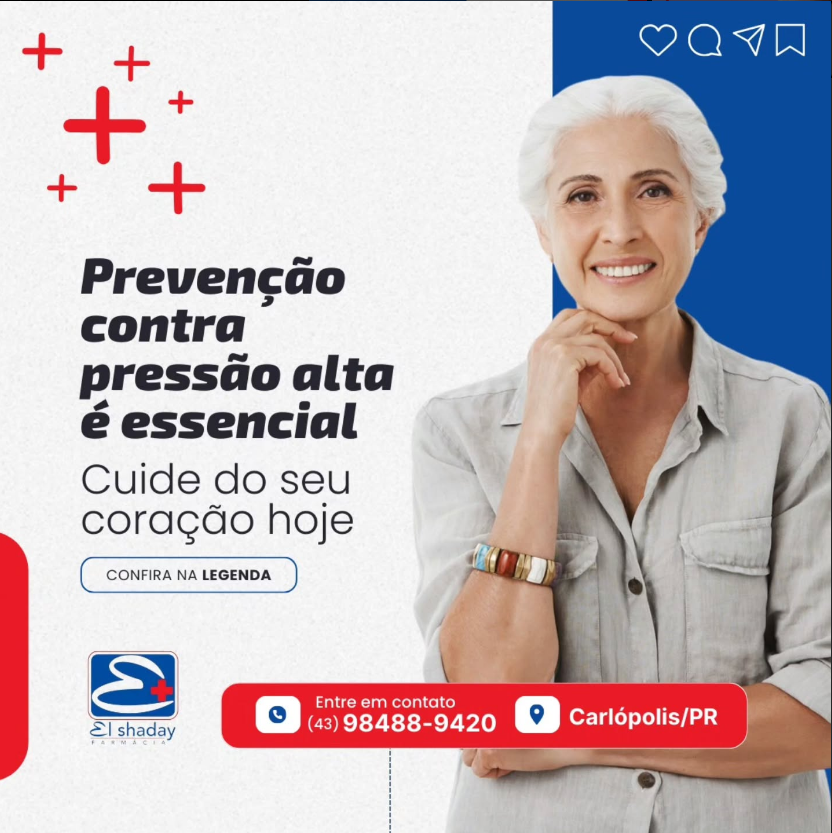 Prevenção
contra
pressão alta
é essencial
Cuide do seu
coração hoje
CONFIRA NA LEGENDA
El shaday
FARMÁCIA
Entre em contato
(43) 98488-9420
Carlópolis/PR